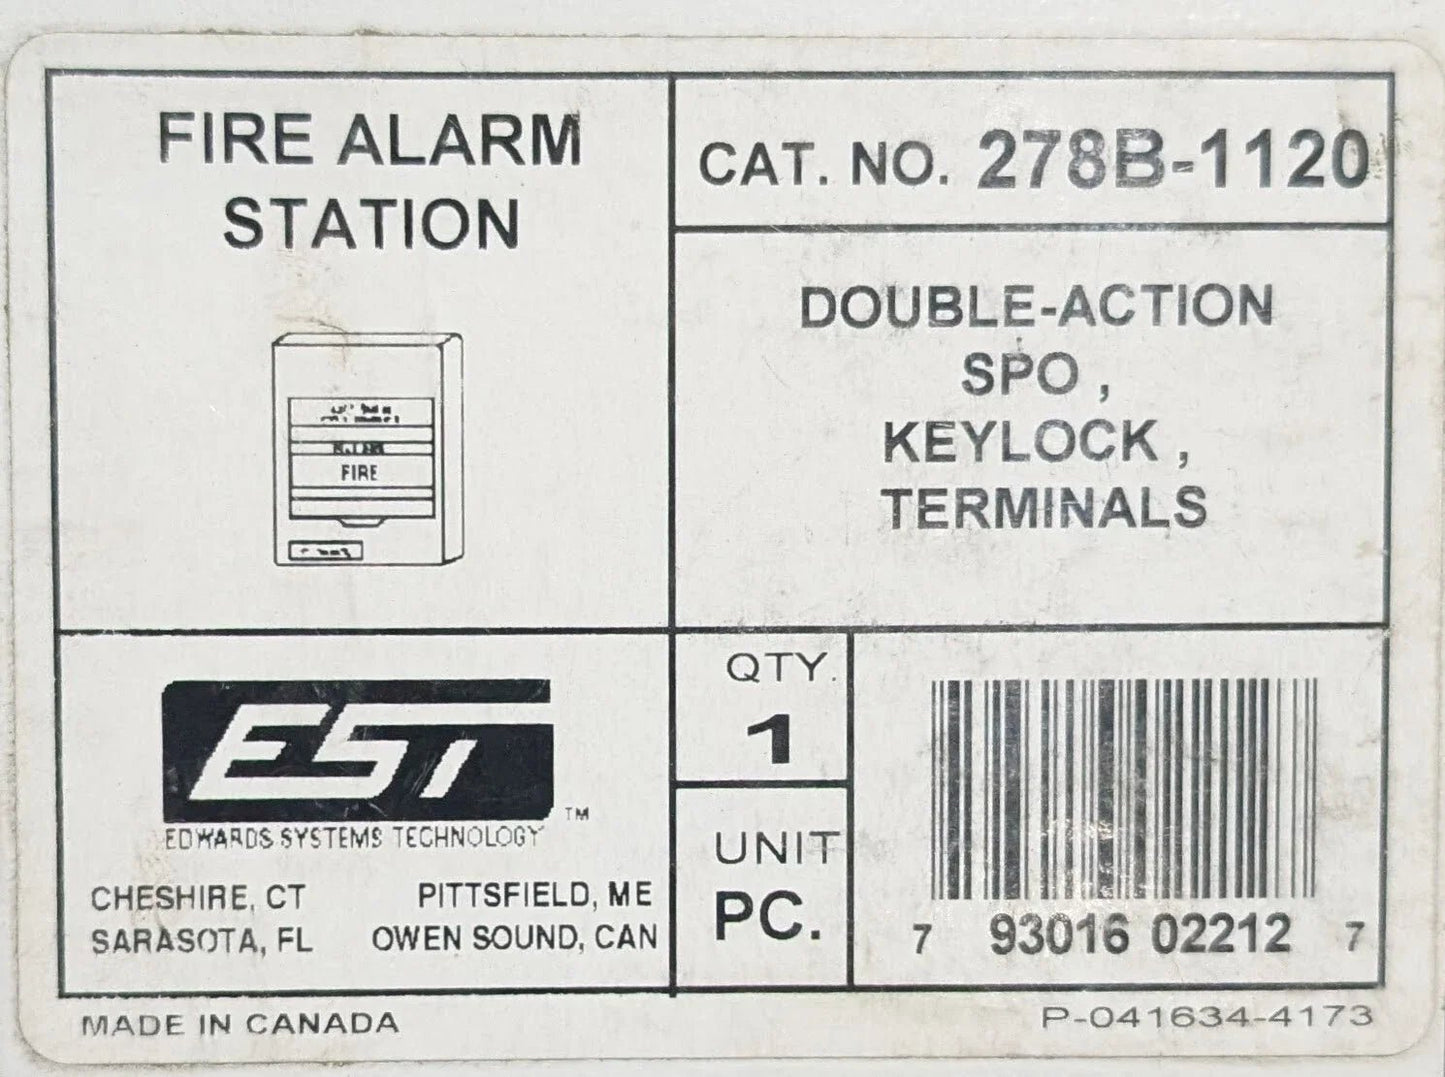 FIRE ALARM
STATION
FIRE
CAT. NO. 278B-1120
DOUBLE-ACTION
SPO ,
KEYLOCK ,
TERMINALS
EST
™
EDWARDS SYSTEMS TECHNOLOGY
CHESHIRE, CT PITTSFIELD, ME
SARASOTA, FL OWEN SOUND, CAN
QTY.
1
UNIT
PC.
7 93016 02212 7
MADE IN CANADA P-041634-4173